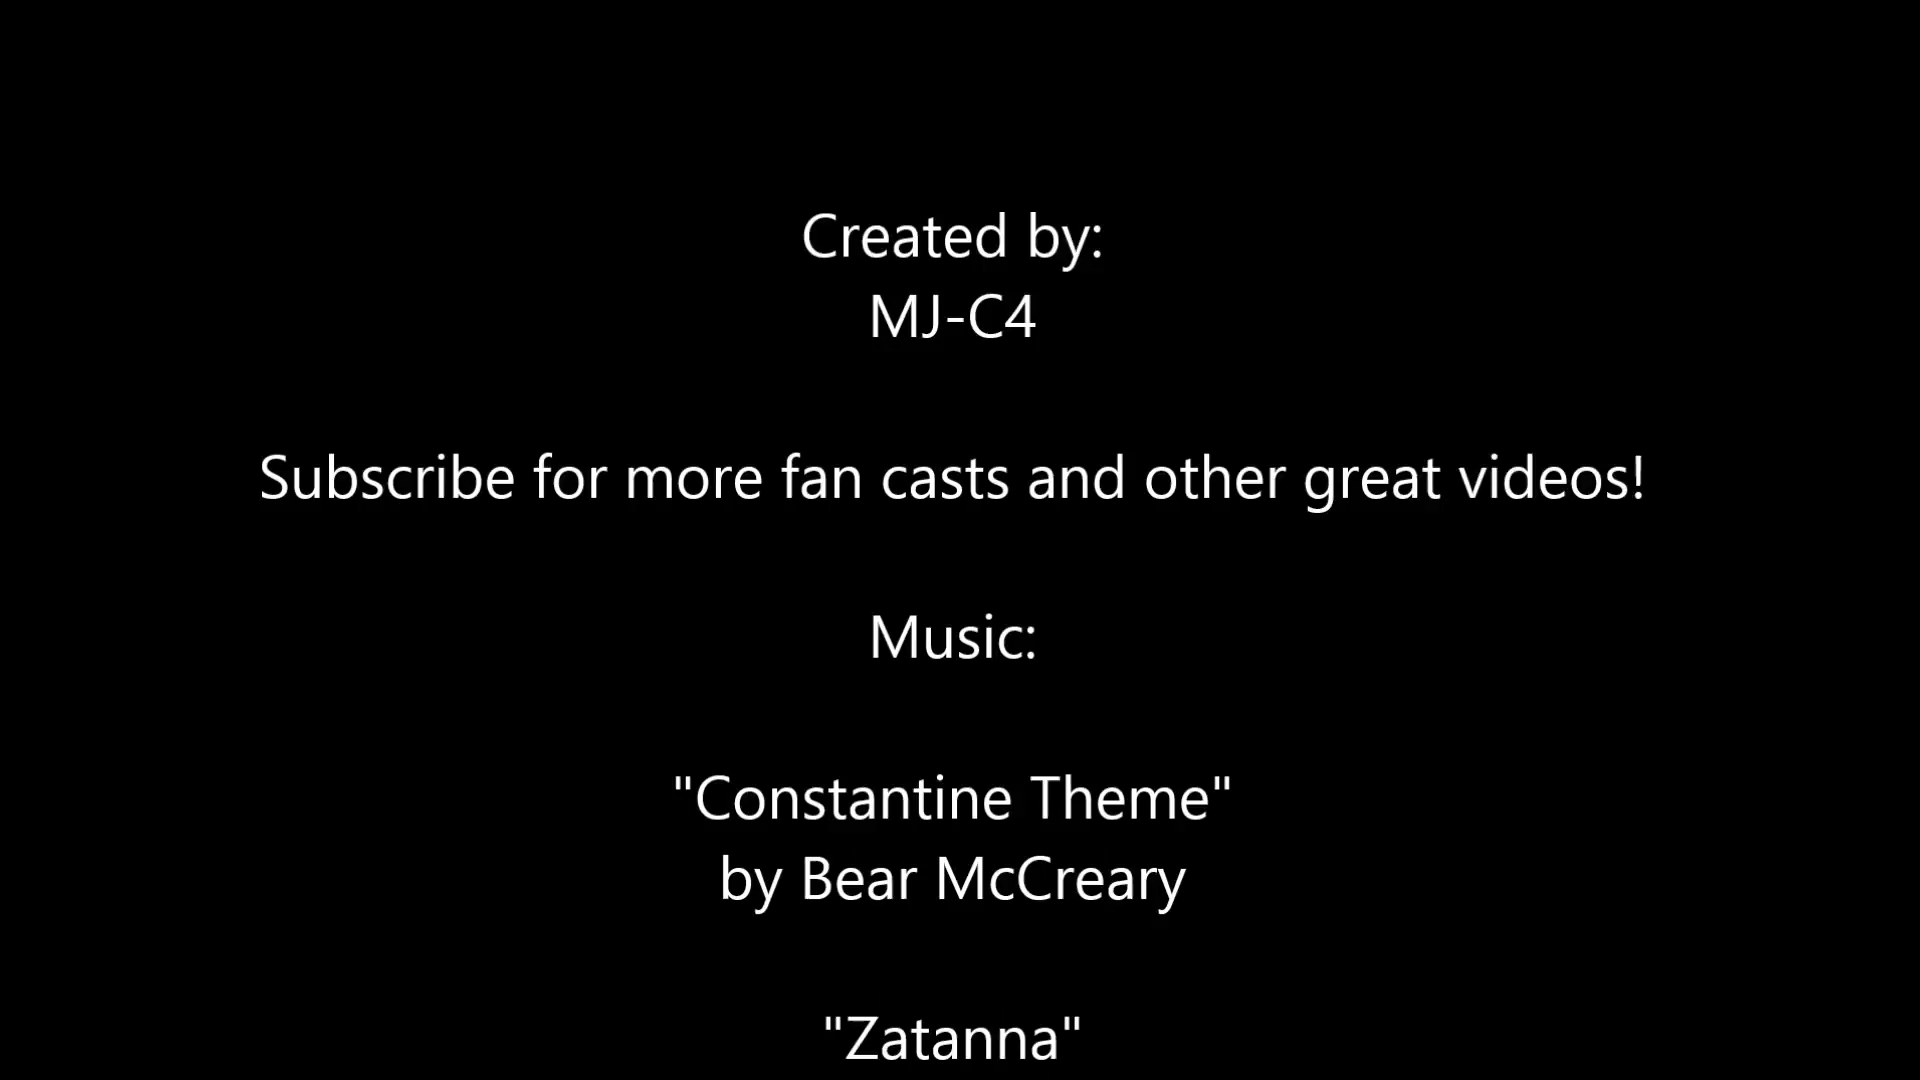 Created by:
MJ-C4
Subscribe for more fan casts and other great videos!
Music:
"Constantine Theme"
by Bear McCreary
"Zatanna"